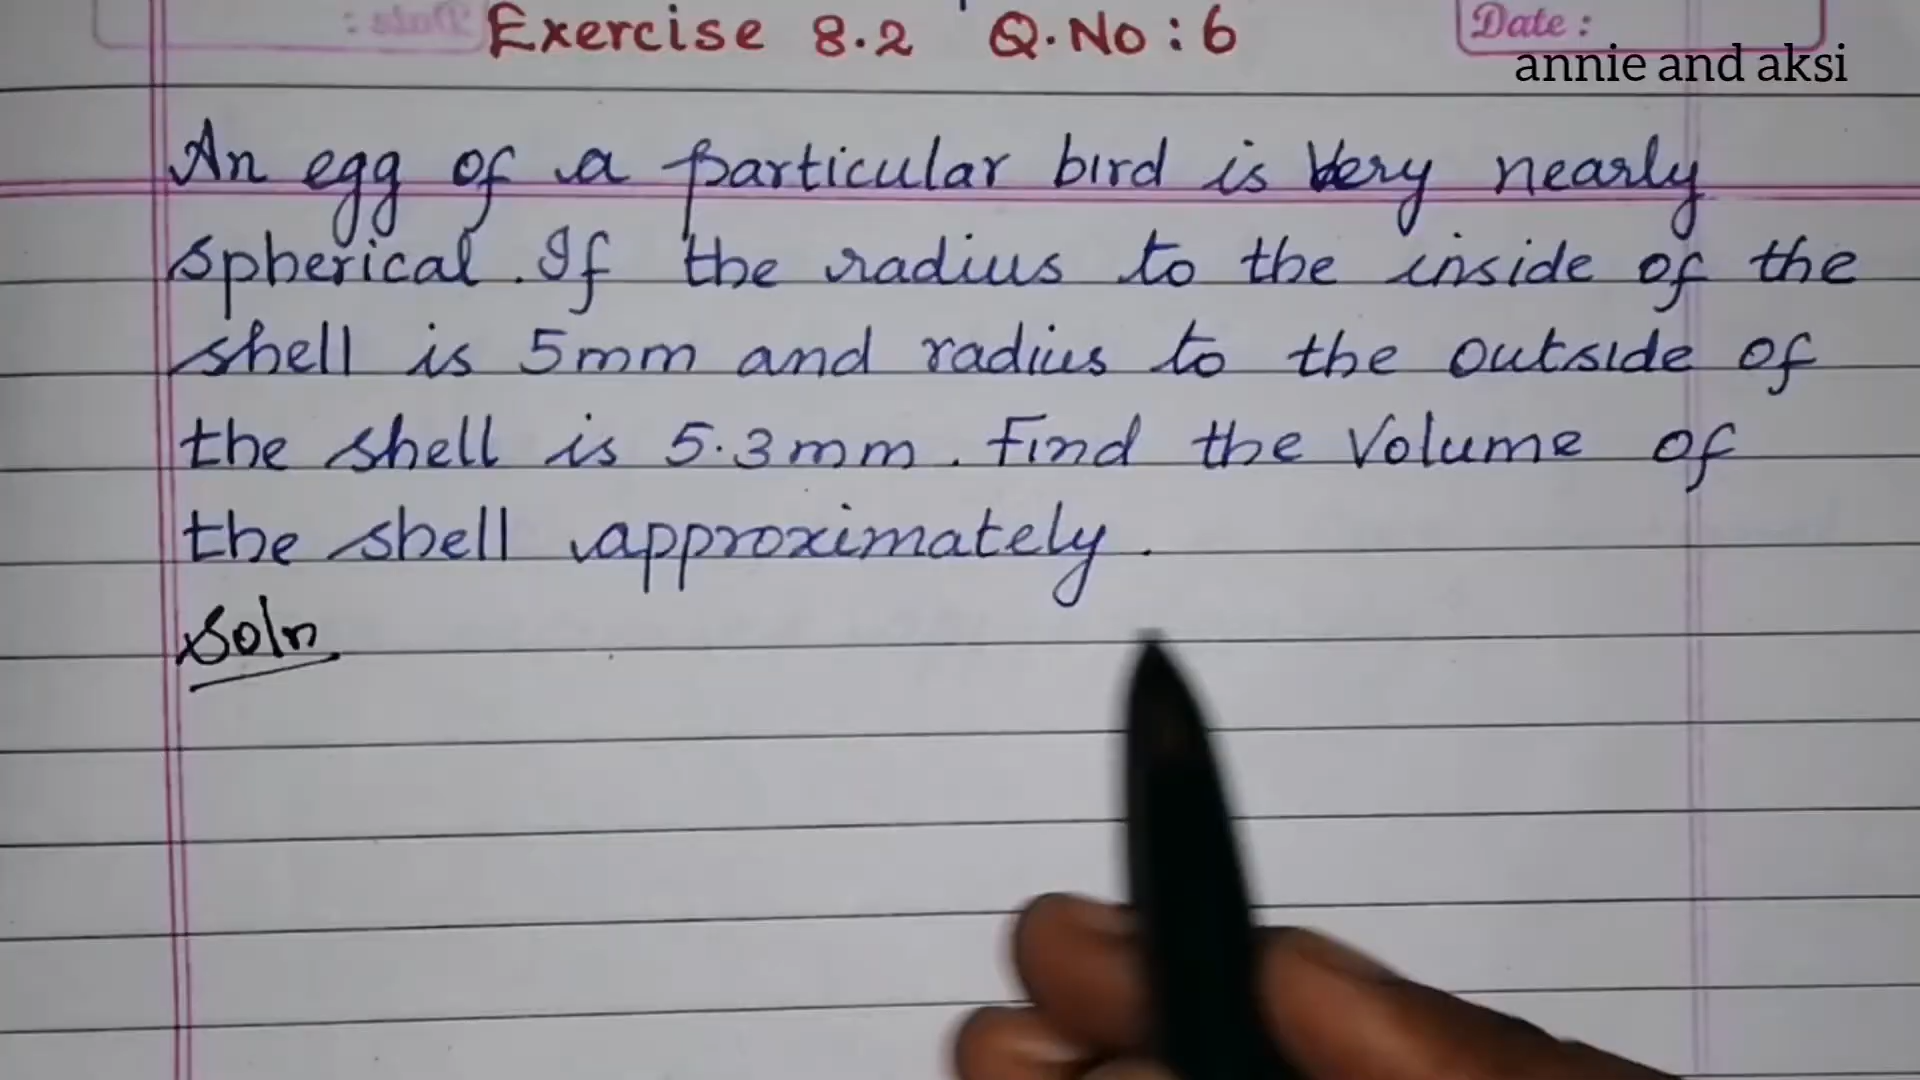 Exercise 8.2 Q.No:6
Date:
annie and aksi
An egg of a particular bird is Very nearly
spherical. If the radius to the inside of the
shell is 5mm and radius to the outside of
the shell is 5.3mm. Find the Volume of
the shell approximately.
Soln